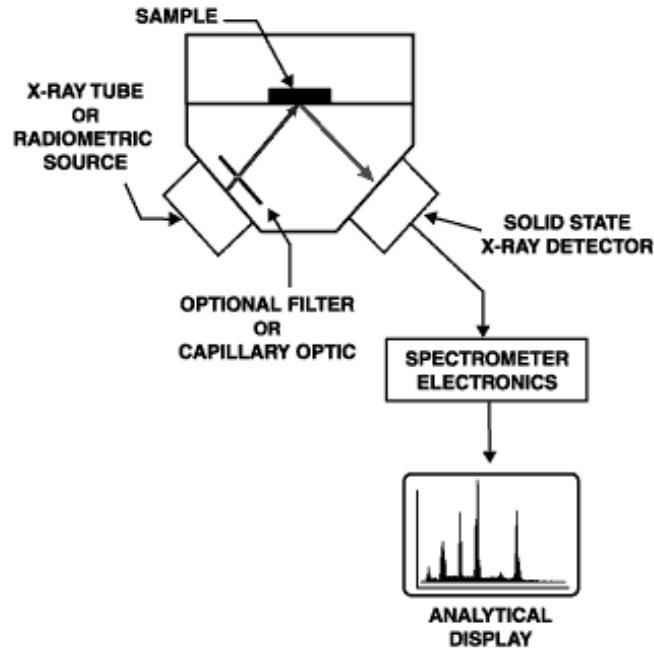 SAMPLE
X-RAY TUBE
OR
RADIOMETRIC
SOURCE
SOLID STATE
X-RAY DETECTOR
OPTIONAL FILTER
OR
CAPILLARY OPTIC
SPECTROMETER
ELECTRONICS
ANALYTICAL
DISPLAY